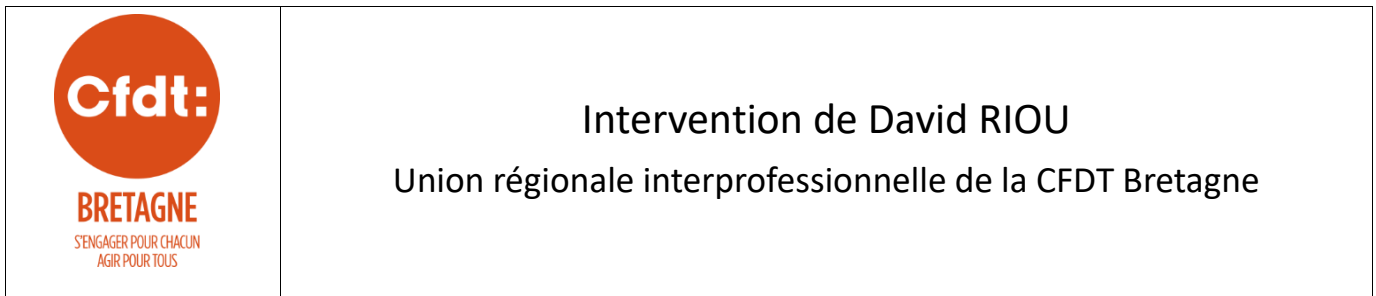 Cfdt:
BRETAGNE
S'ENGAGER POUR CHACUN
AGIR POUR TOUS
Intervention de David RIOU
Union régionale interprofessionnelle de la CFDT Bretagne